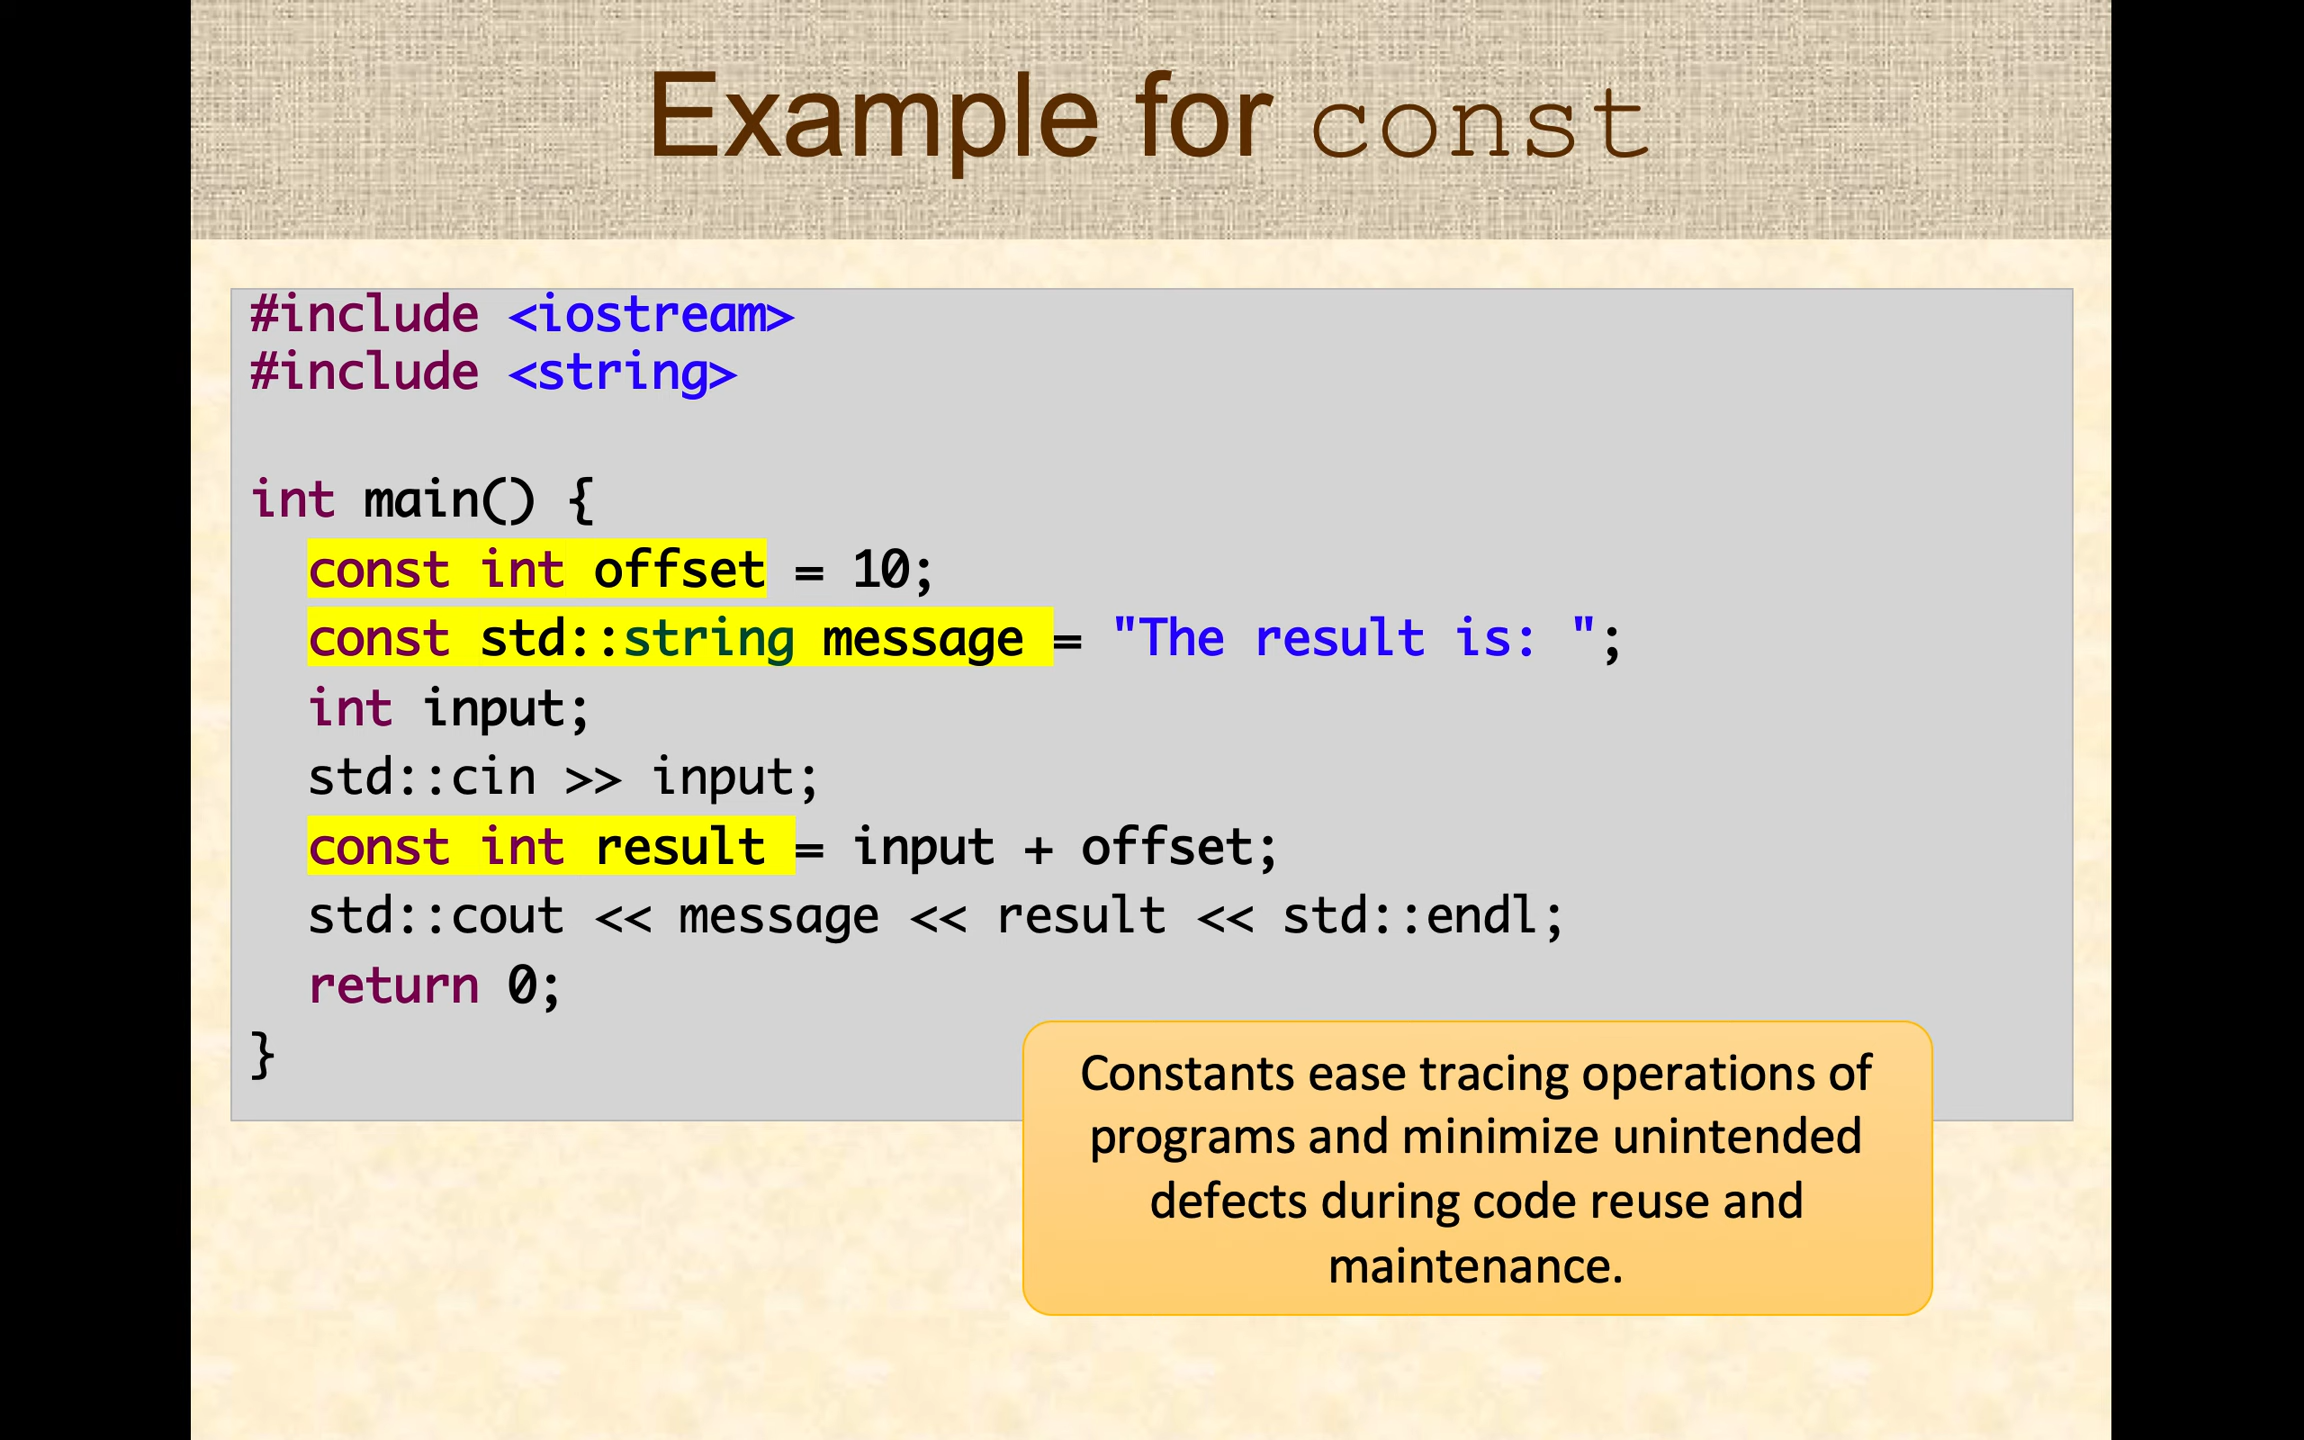 Example for const
#include <iostream>
#include <string>
int main() {
const int offset = 10;
const std::string message = "The result is: ";
int input;
std::cin >> input;
const int result = input + offset;
std::cout << message << result << std::endl;
return 0;
}
Constants ease tracing operations of
programs and minimize unintended
defects during code reuse and
maintenance.